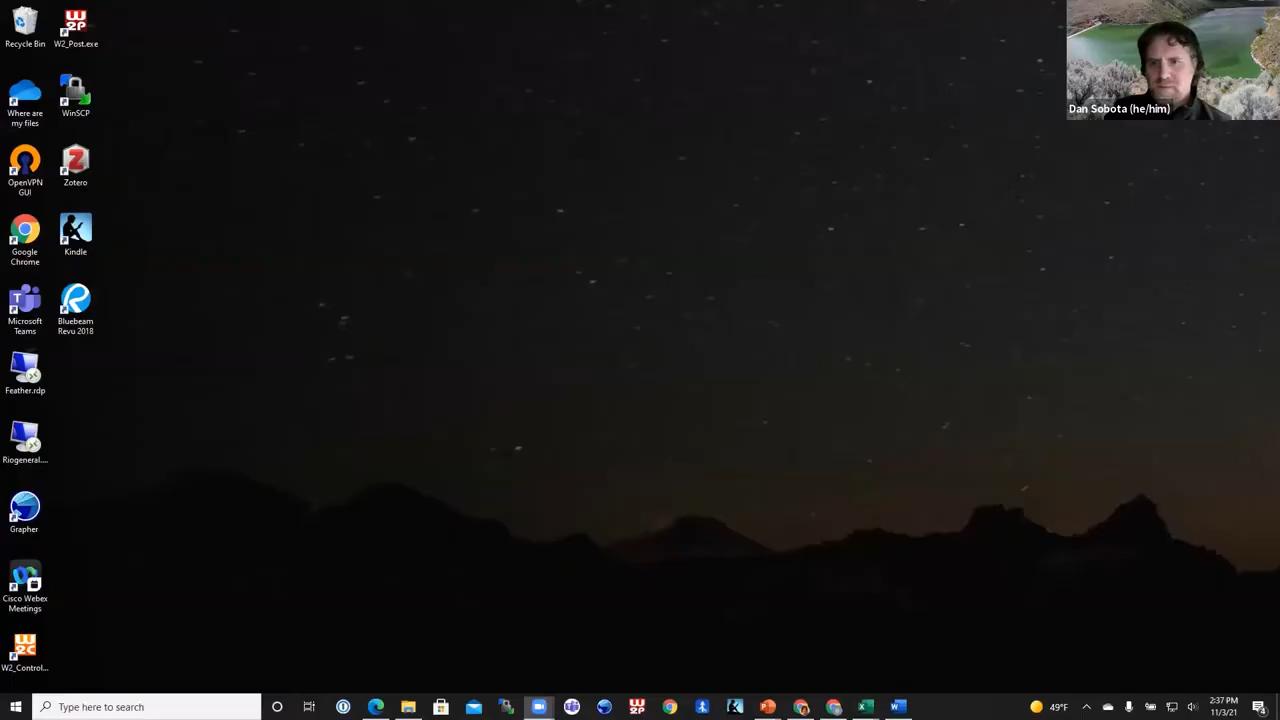 Recycle Bin
W2_Post.exe
Where are
my files
WinSCP
OpenVPN
GUI
Zotero
Google
Chrome
Kindle
Microsoft
Teams
Bluebeam
Revu 2018
Feather.rdp
Riogeneral....
Grapher
Cisco Webex
Meetings
W2_Control...
Dan Sobota (he/him)
Type here to search
49°F
2:37 PM
11/3/21